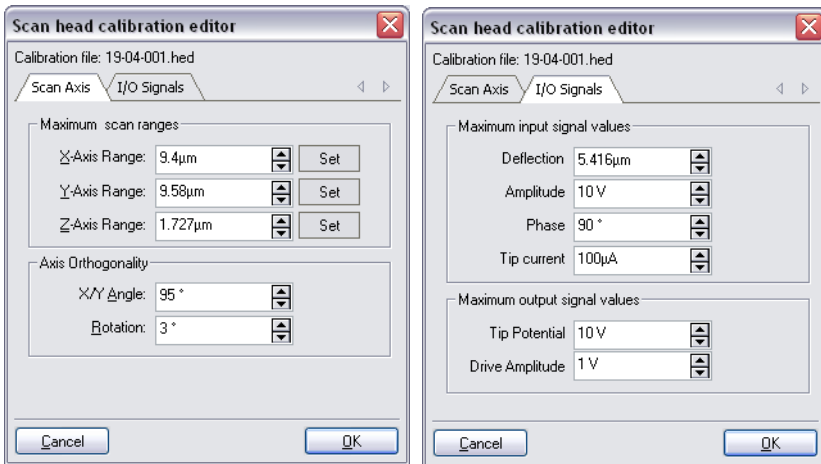 Scan head calibration editor
Calibration file: 19-04-001.hed
Scan Axis I/O Signals
Maximum scan ranges
X-Axis Range: 9.4µm Set
Y-Axis Range: 9.58µm Set
Z-Axis Range: 1.727µm Set
Axis Orthogonality
X/Y Angle: 95 °
Rotation: 3 °
Cancel OK
Scan head calibration editor
Calibration file: 19-04-001.hed
Scan Axis I/O Signals
Maximum input signal values
Deflection 5.416µm
Amplitude 10 V
Phase 90 °
Tip current 100µA
Maximum output signal values
Tip Potential 10 V
Drive Amplitude 1 V
Cancel OK